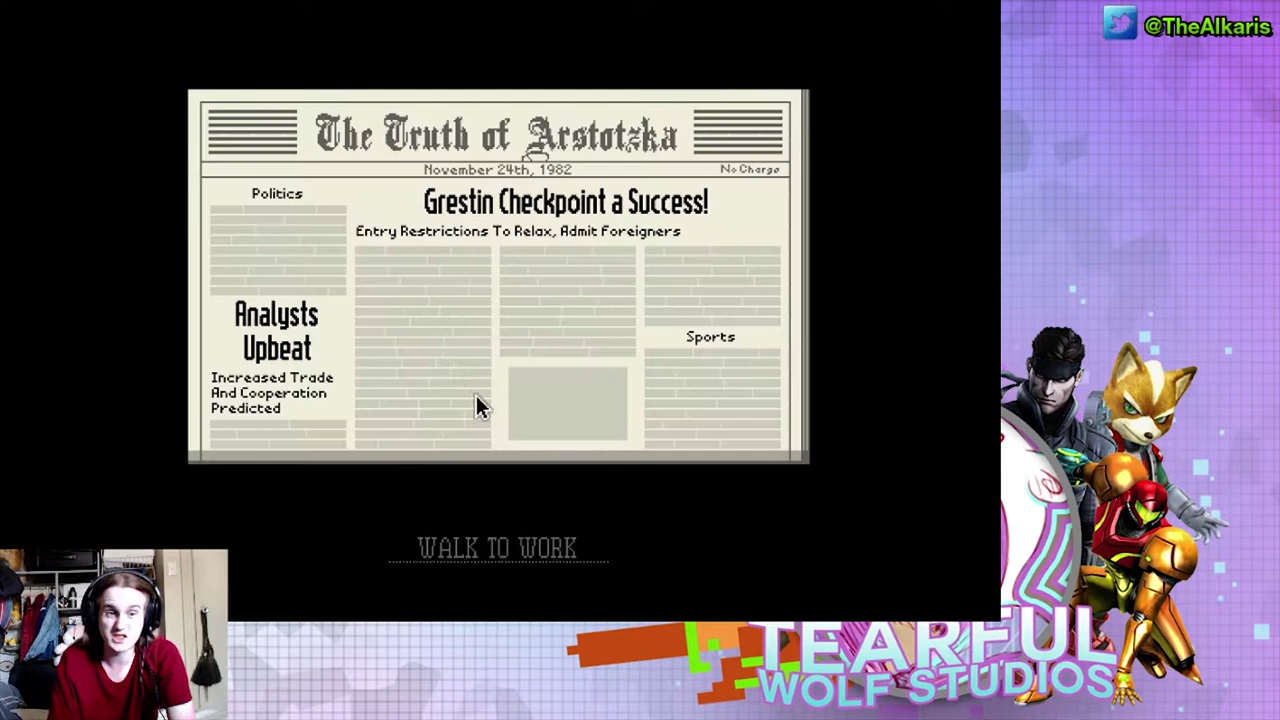 @TheAlkaris
The Truth of Arstotzka
November 24th, 1982
No Charge
Politics
Grestin Checkpoint a Success!
Entry Restrictions To Relax, Admit Foreigners
Analysts
Upbeat
Increased Trade
And Cooperation
Predicted
Sports
WALK TO WORK
TEARFUL
WOLF STUDIOS